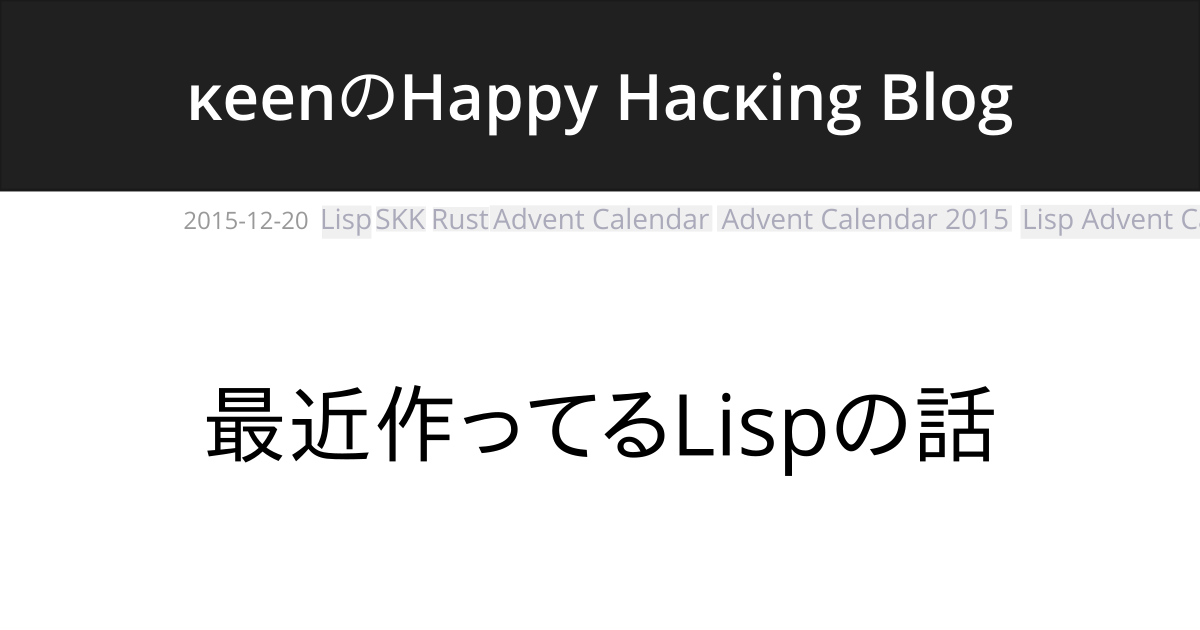 κeenのHappy Hacκing Blog
2015-12-20 Lisp SKK Rust Advent Calendar Advent Calendar 2015 Lisp Advent C
最近作ってるLispの話